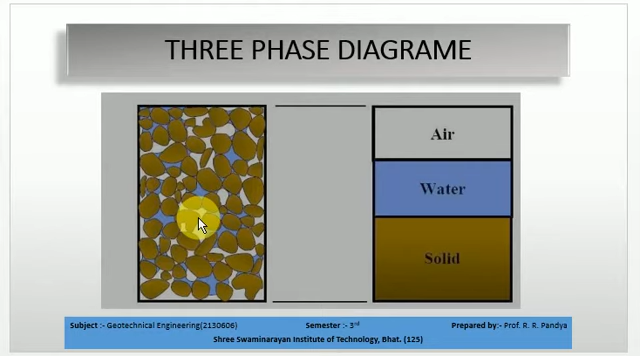 THREE PHASE DIAGRAME
Air
Water
Solid
Subject :- Geotechnical Engineering(2130606) Semester :- 3rd Prepared by:- Prof. R. R. Pandya
Shree Swaminarayan Institute of Technology, Bhat. (125)